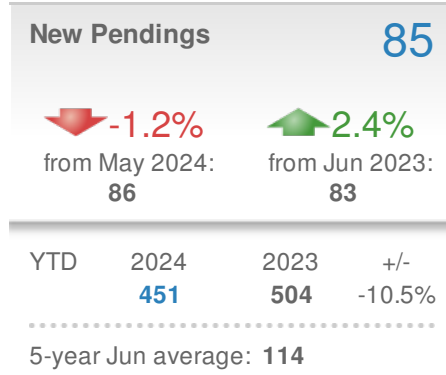 New Pendings 85
-1.2% 2.4%
from May 2024: from Jun 2023:
86 83
YTD 2024 2023 +/-
451 504 -10.5%
5-year Jun average: 114